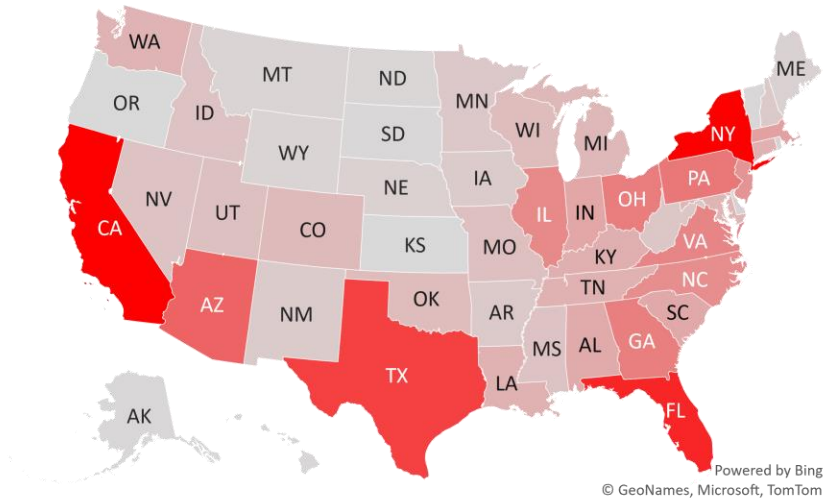 WA
MT
ND
ME
OR
ID
MN
SD
WI
MI
NY
WY
IA
PA
NE
NV
UT
IL
IN
OH
CA
CO
KS
MO
KY
VA
AZ
NM
OK
TN
NC
AR
SC
MS
AL
GA
TX
LA
AK
FL
Powered by Bing
© GeoNames, Microsoft, TomTom